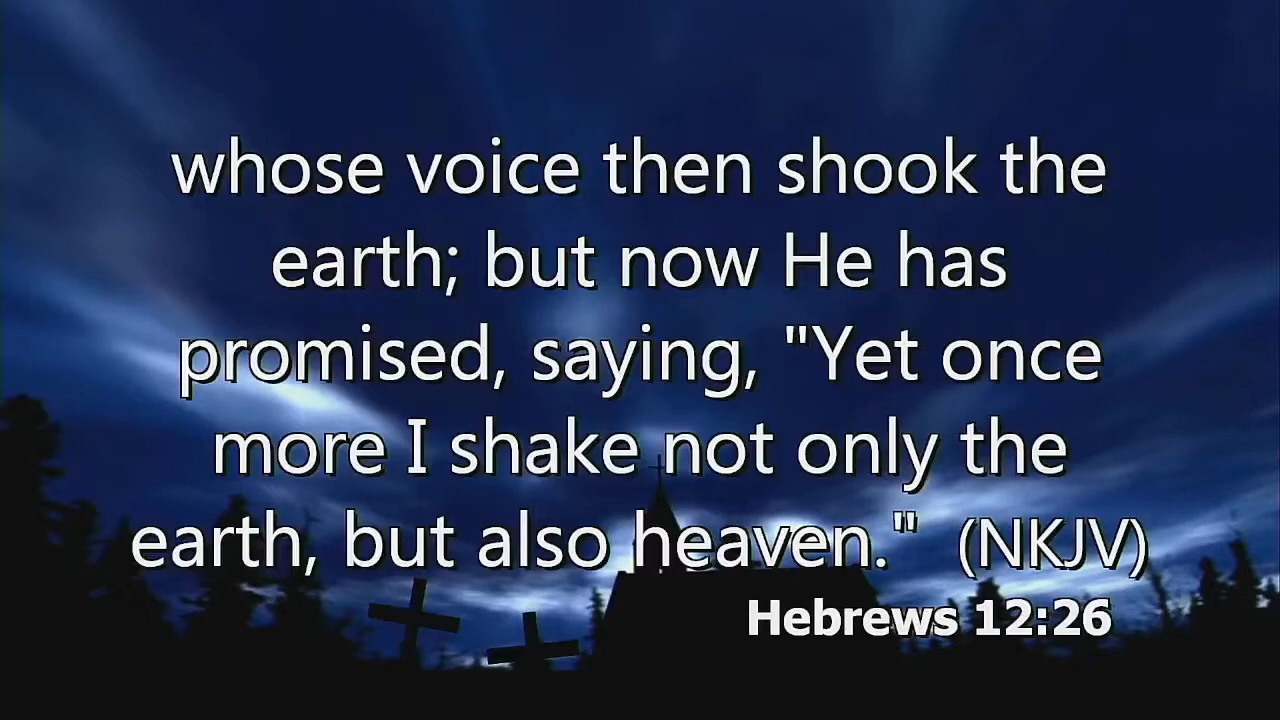 whose voice then shook the
earth; but now He has
promised, saying, "Yet once
more I shake not only the
earth, but also heaven."  (NKJV)
Hebrews 12:26